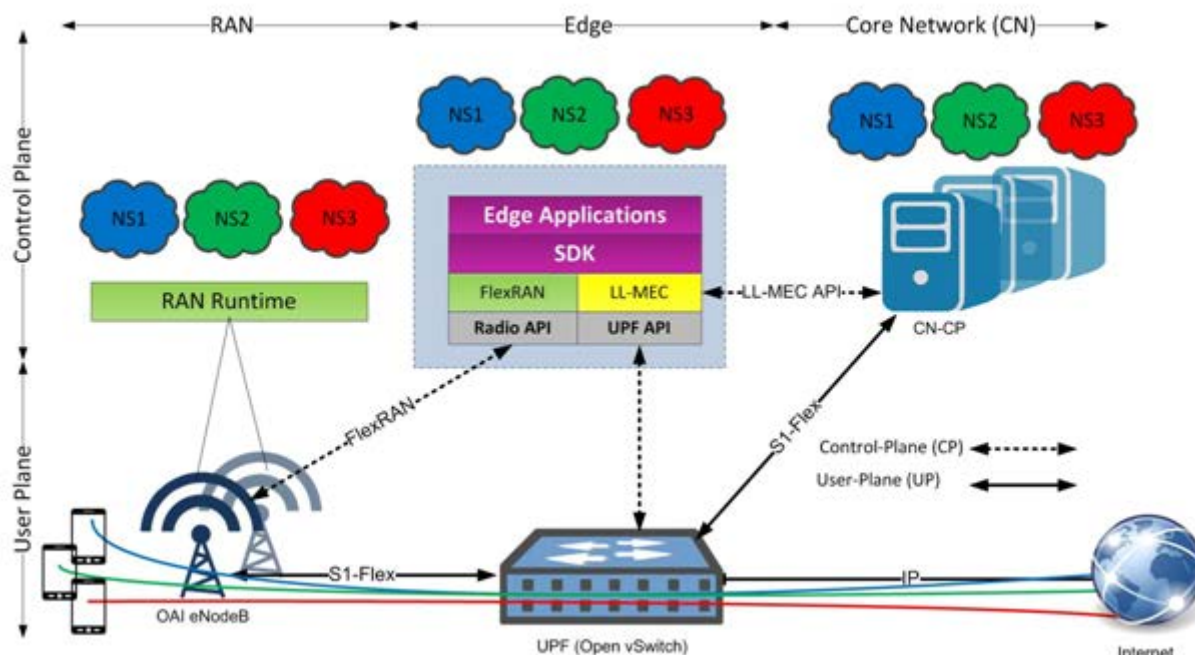 RAN
Edge
Core Network (CN)
Control Plane
User Plane
NS1
NS2
NS3
NS1
NS2
NS3
NS1
NS2
NS3
RAN Runtime
Edge Applications
SDK
FlexRAN
LL-MEC
Radio API
UPF API
LL-MEC API
CN-CP
FlexRAN
S1-Flex
Control-Plane (CP)
User-Plane (UP)
S1-Flex
IP
OAI eNodeB
UPF (Open vSwitch)
Internet